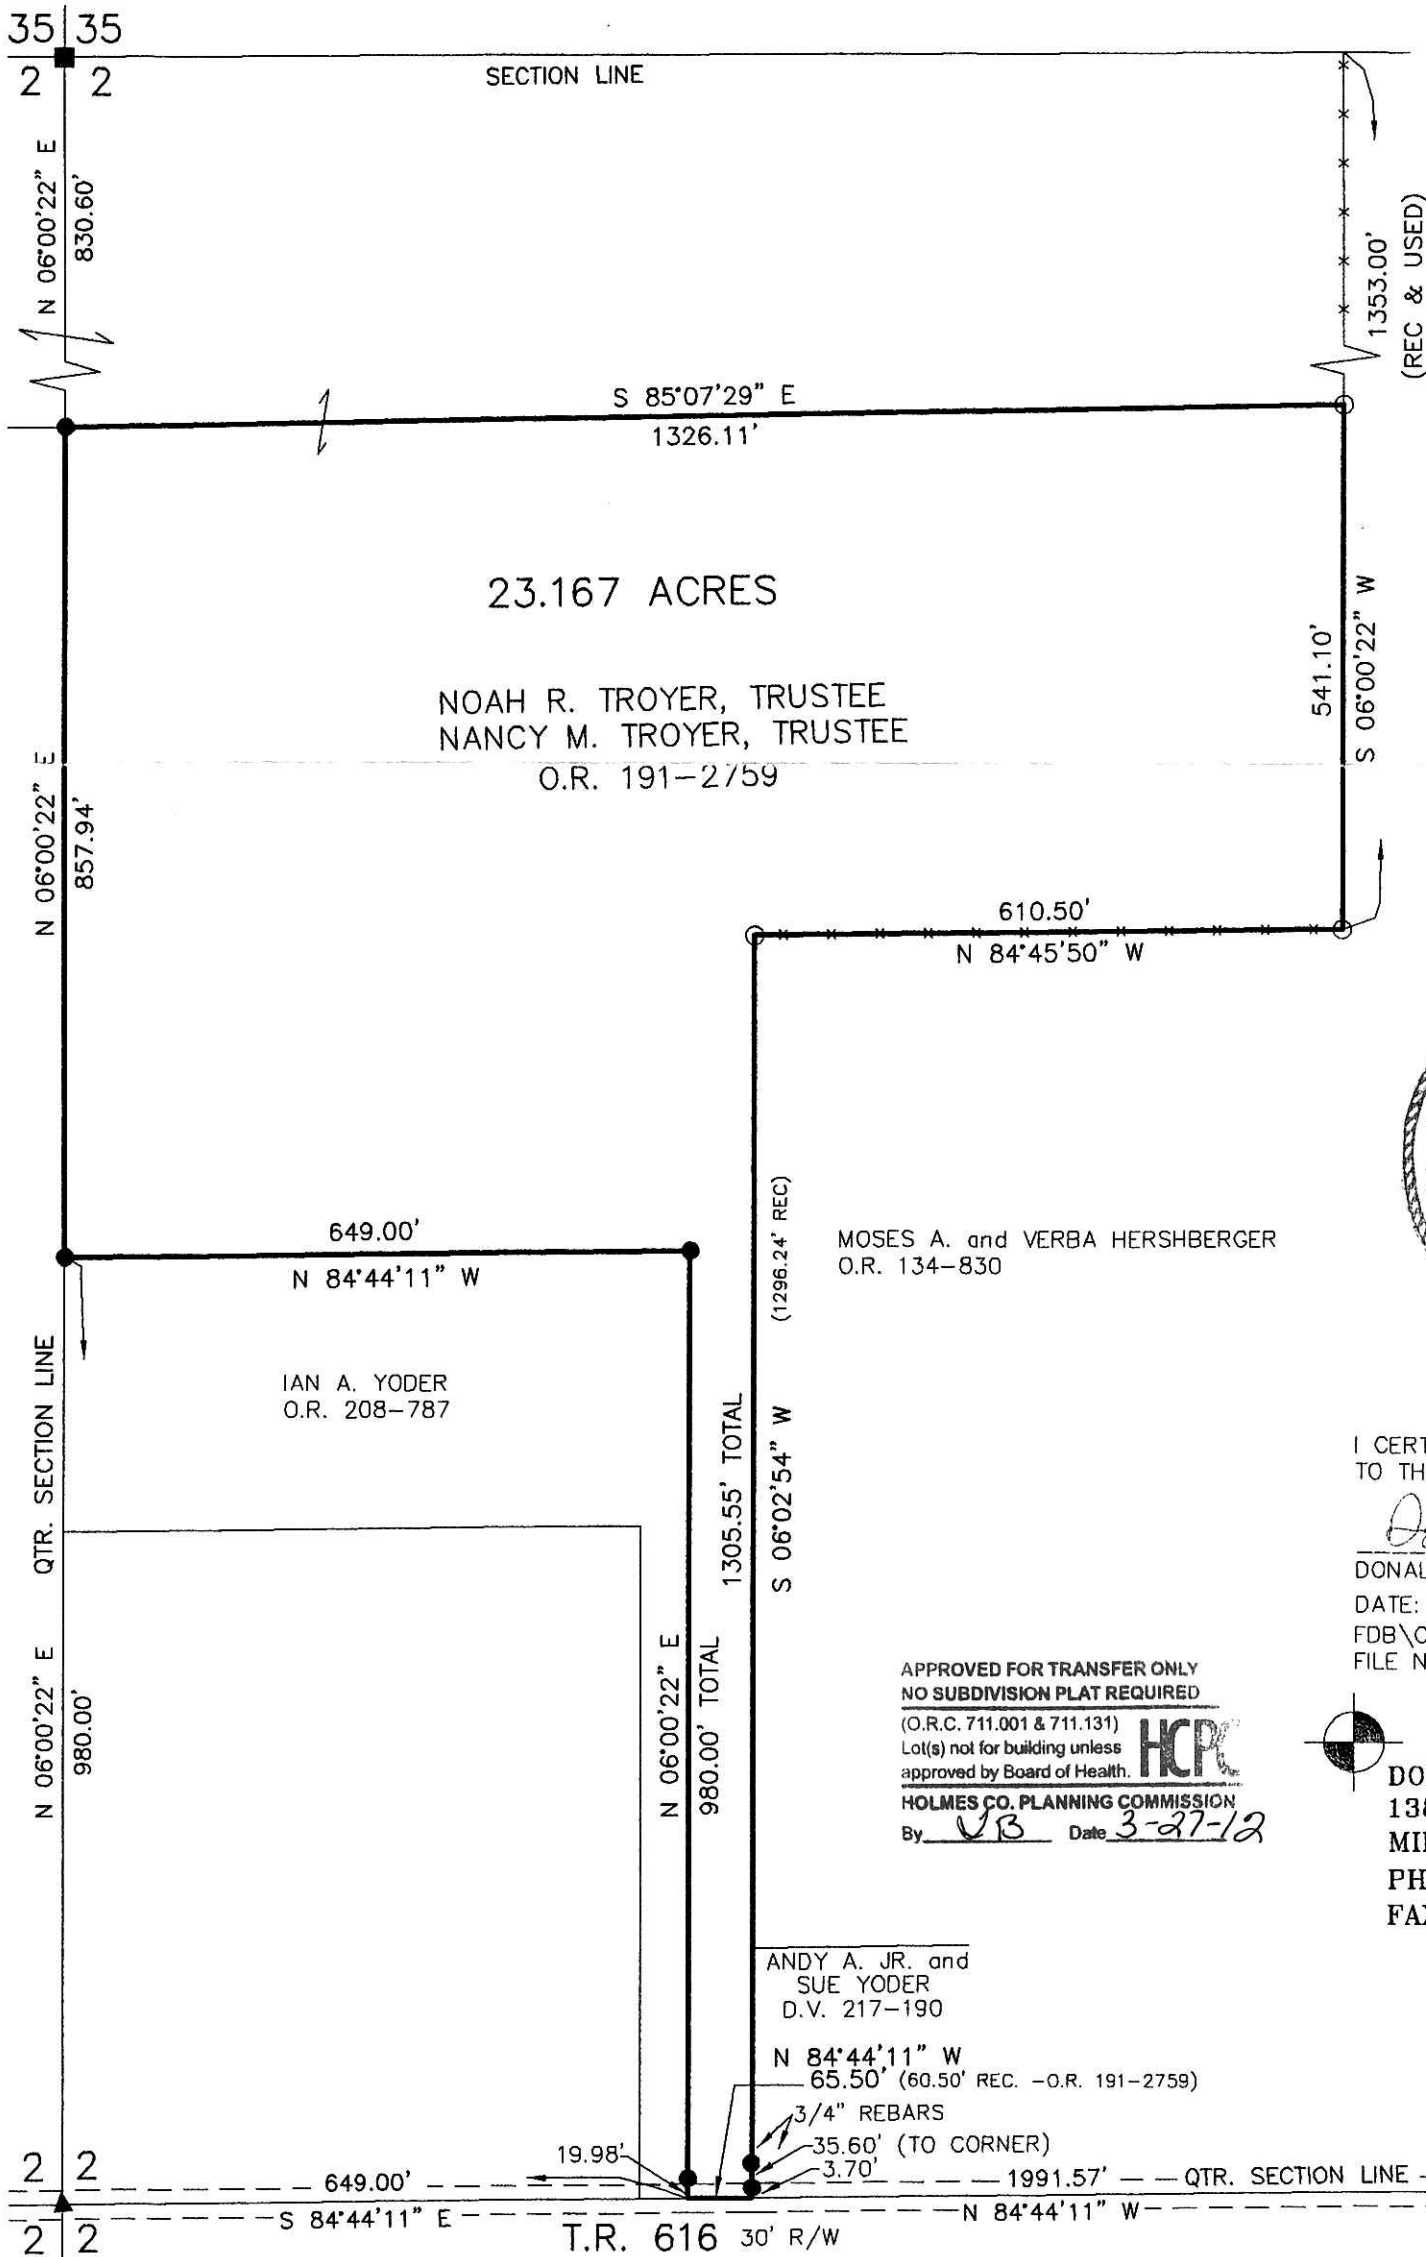 35 35
2 2
SECTION LINE
N 06°00'22" E
830.60'
1353.00'
(REC & USED)
S 85°07'29" E
1326.11'
23.167 ACRES
NOAH R. TROYER, TRUSTEE
NANCY M. TROYER, TRUSTEE
O.R. 191-2759
N 06°00'22" E
857.94'
541.10'
S 06°00'22" W
610.50'
N 84°45'50" W
649.00'
N 84°44'11" W
(1296.24' REC)
MOSES A. and VERBA HERSHBERGER
O.R. 134-830
IAN A. YODER
O.R. 208-787
QTR. SECTION LINE
1305.55' TOTAL
S 06°02'54" W
I CERT
TO TH
DONAL
DATE:
FDB\
FILE N
N 06°00'22" E
980.00'
N 06°00'22" E
980.00' TOTAL
APPROVED FOR TRANSFER ONLY
NO SUBDIVISION PLAT REQUIRED
(O.R.C. 711.001 & 711.131)
Lot(s) not for building unless
approved by Board of Health.
HCPC
HOLMES CO. PLANNING COMMISSION
By VB Date 3-27-12
DO
138
MIL
PH
FAX
ANDY A. JR. and
SUE YODER
D.V. 217-190
N 84°44'11" W
65.50' (60.50' REC. -O.R. 191-2759)
3/4" REBARS
35.60' (TO CORNER)
19.98'
3.70'
2 2
649.00'
1991.57'
QTR. SECTION LINE
S 84°44'11" E
N 84°44'11" W
2 2
T.R. 616 30' R/W